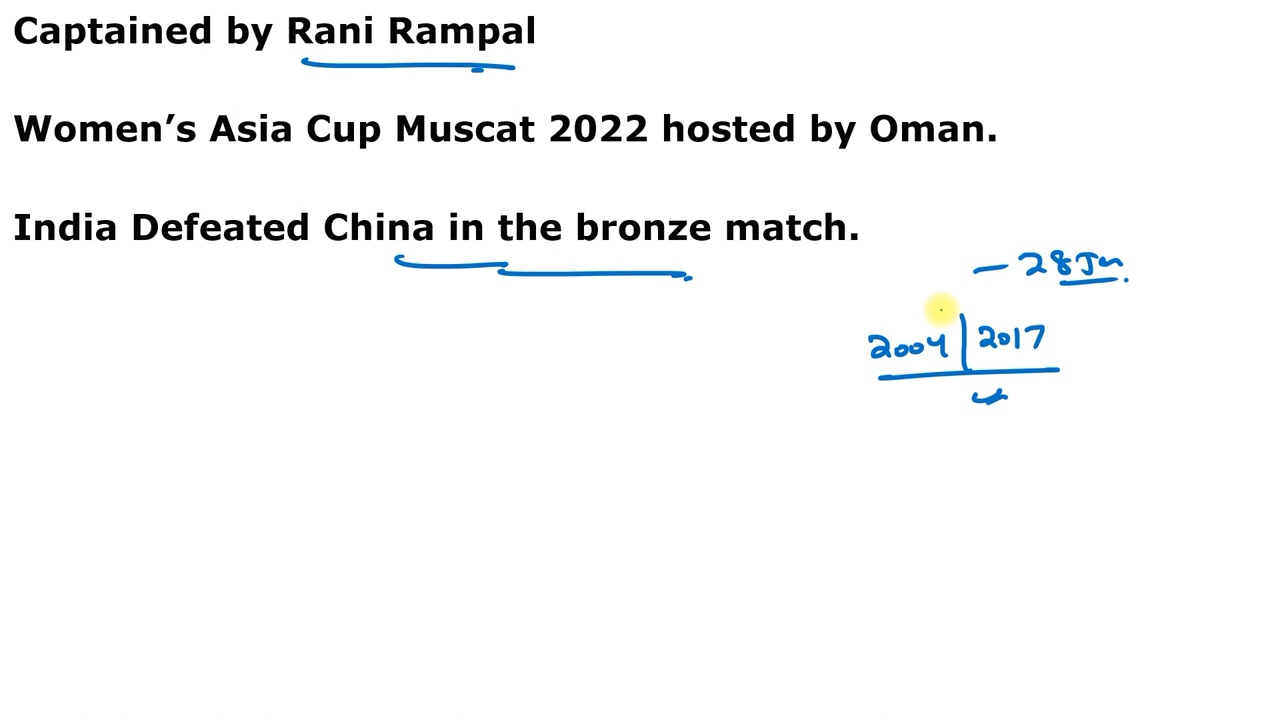 Captained by Rani Rampal
Women’s Asia Cup Muscat 2022 hosted by Oman.
India Defeated China in the bronze match.
– 28 Jan.
2004 | 2017